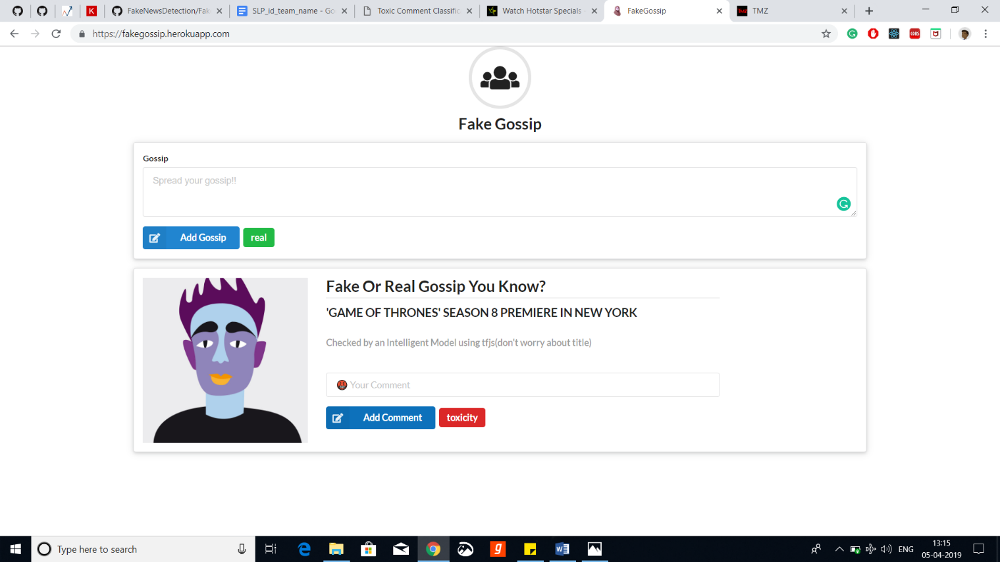 FakeNewsDetection/Fak
SLP_id_team_name - Go
Toxic Comment Classific
Watch Hotstar Specials
FakeGossip
TMZ
https://fakegossip.herokuapp.com
Fake Gossip
Gossip
Spread your gossip!!
Add Gossip
real
Fake Or Real Gossip You Know?
'GAME OF THRONES' SEASON 8 PREMIERE IN NEW YORK
Checked by an Intelligent Model using tfjs(don't worry about title)
Your Comment
Add Comment
toxicity
Type here to search
ENG
13:15
05-04-2019